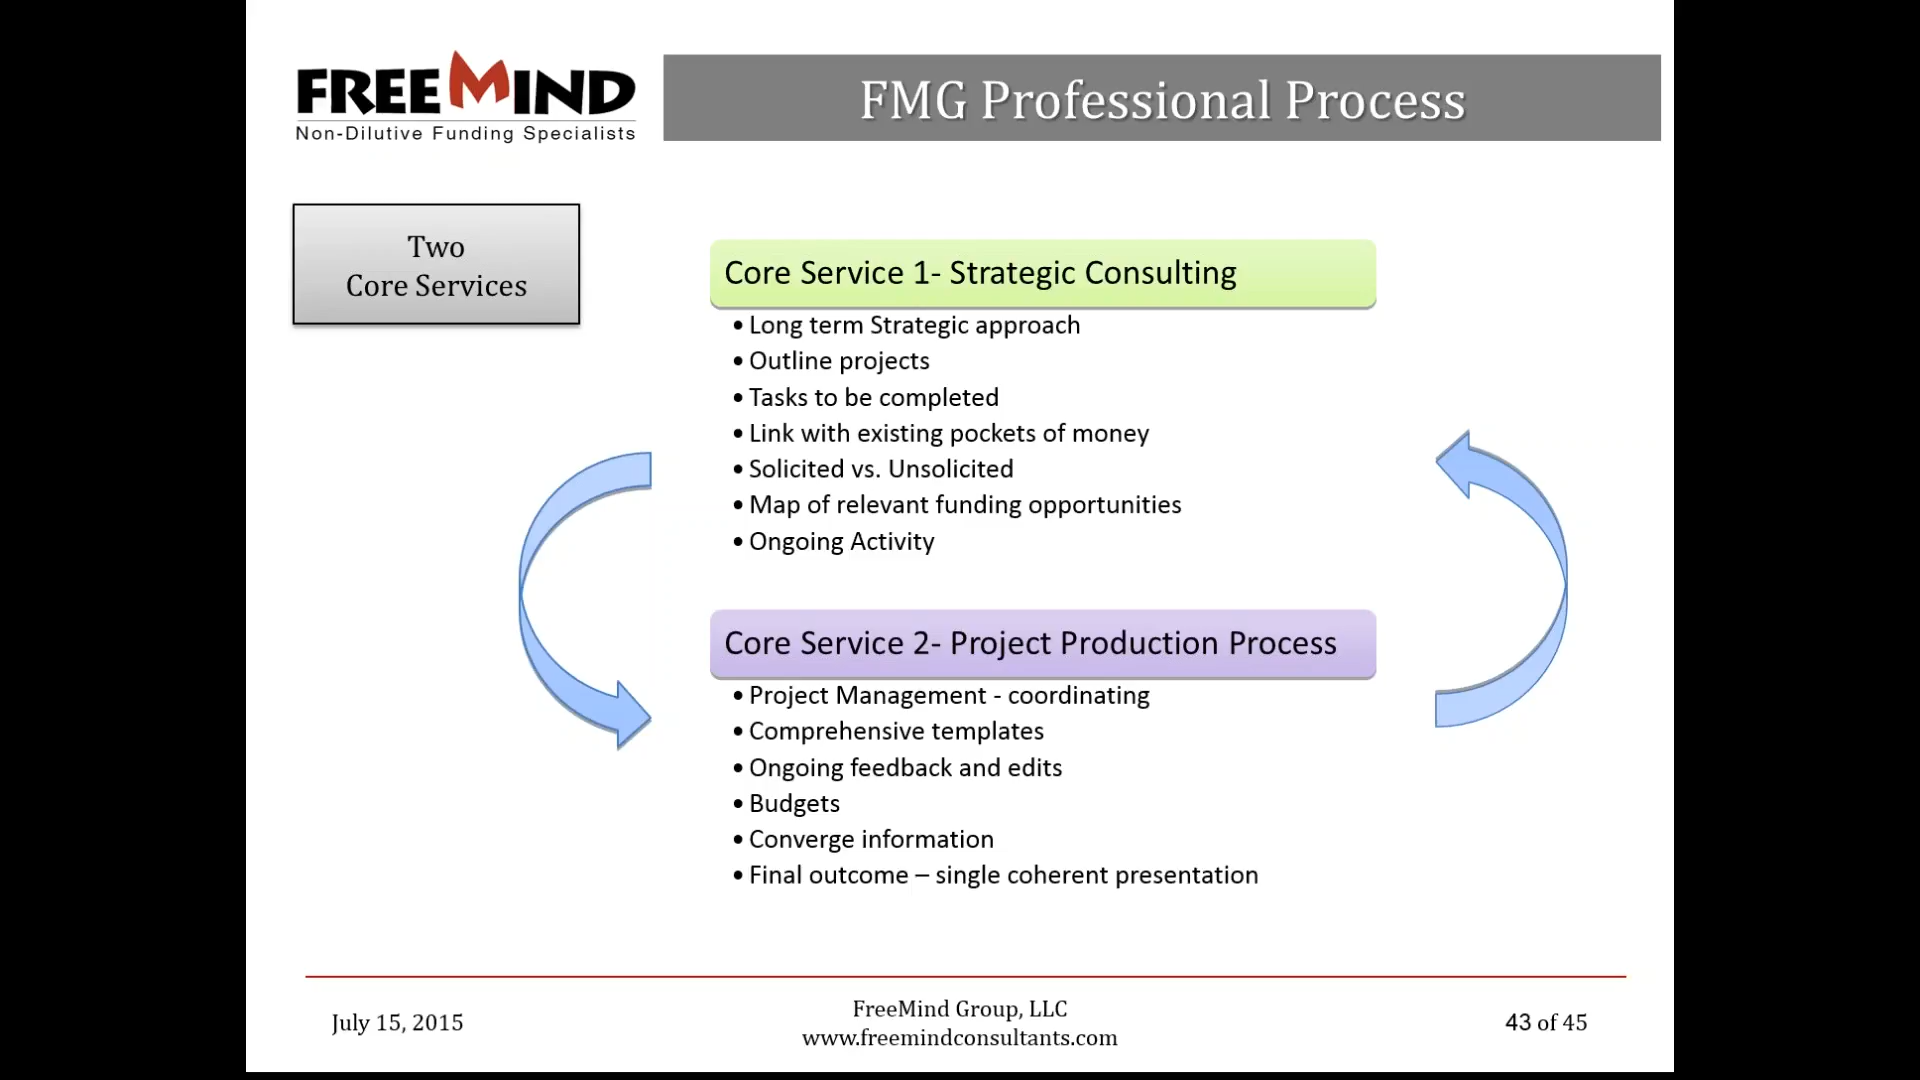 FREEMIND
Non-Dilutive Funding Specialists
FMG Professional Process
Two
Core Services
Core Service 1- Strategic Consulting
• Long term Strategic approach
• Outline projects
• Tasks to be completed
• Link with existing pockets of money
• Solicited vs. Unsolicited
• Map of relevant funding opportunities
• Ongoing Activity
Core Service 2- Project Production Process
• Project Management - coordinating
• Comprehensive templates
• Ongoing feedback and edits
• Budgets
• Converge information
• Final outcome – single coherent presentation
July 15, 2015
FreeMind Group, LLC
www.freemindconsultants.com
43 of 45